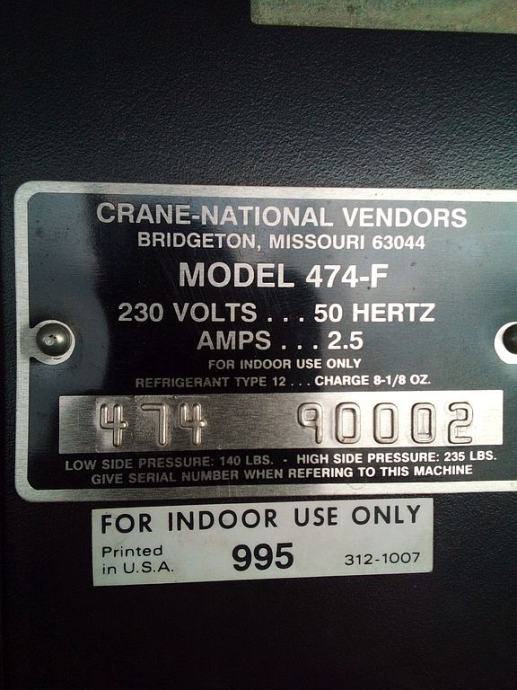 CRANE-NATIONAL VENDORS
BRIDGETON, MISSOURI 63044
MODEL 474-F
230 VOLTS . . . 50 HERTZ
AMPS . . . 2.5
FOR INDOOR USE ONLY
REFRIGERANT TYPE 12 . . . CHARGE 8-1/8 OZ.
474 90002
LOW SIDE PRESSURE: 140 LBS. - HIGH SIDE PRESSURE: 235 LBS.
GIVE SERIAL NUMBER WHEN REFERING TO THIS MACHINE
FOR INDOOR USE ONLY
Printed
in U.S.A. 995 312-1007